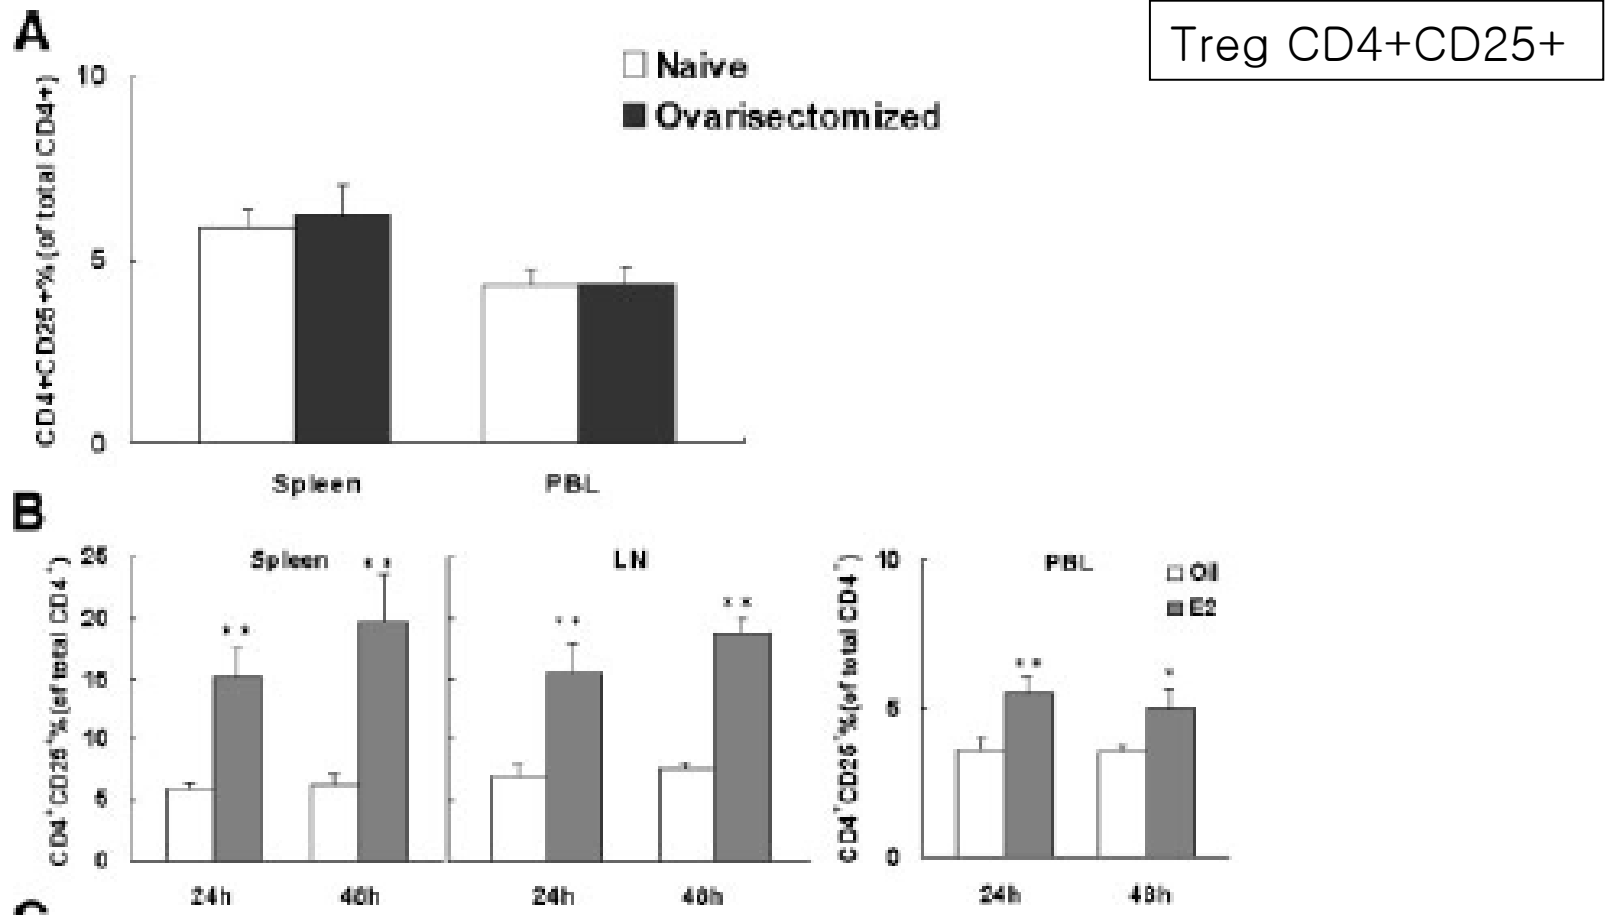 A
Treg CD4+CD25+
Naive
Ovarisectomized
CD4+CD25+% (of total CD4+)
10
5
0
Spleen
PBL
B
CD4+CD25+% (of total CD4+)
25
20
15
10
5
0
Spleen
**
**
24h
48h
LN
**
**
24h
48h
CD4+CD25+% (of total CD4+)
10
5
0
PBL
Oil
E2
**
*
24h
48h
C